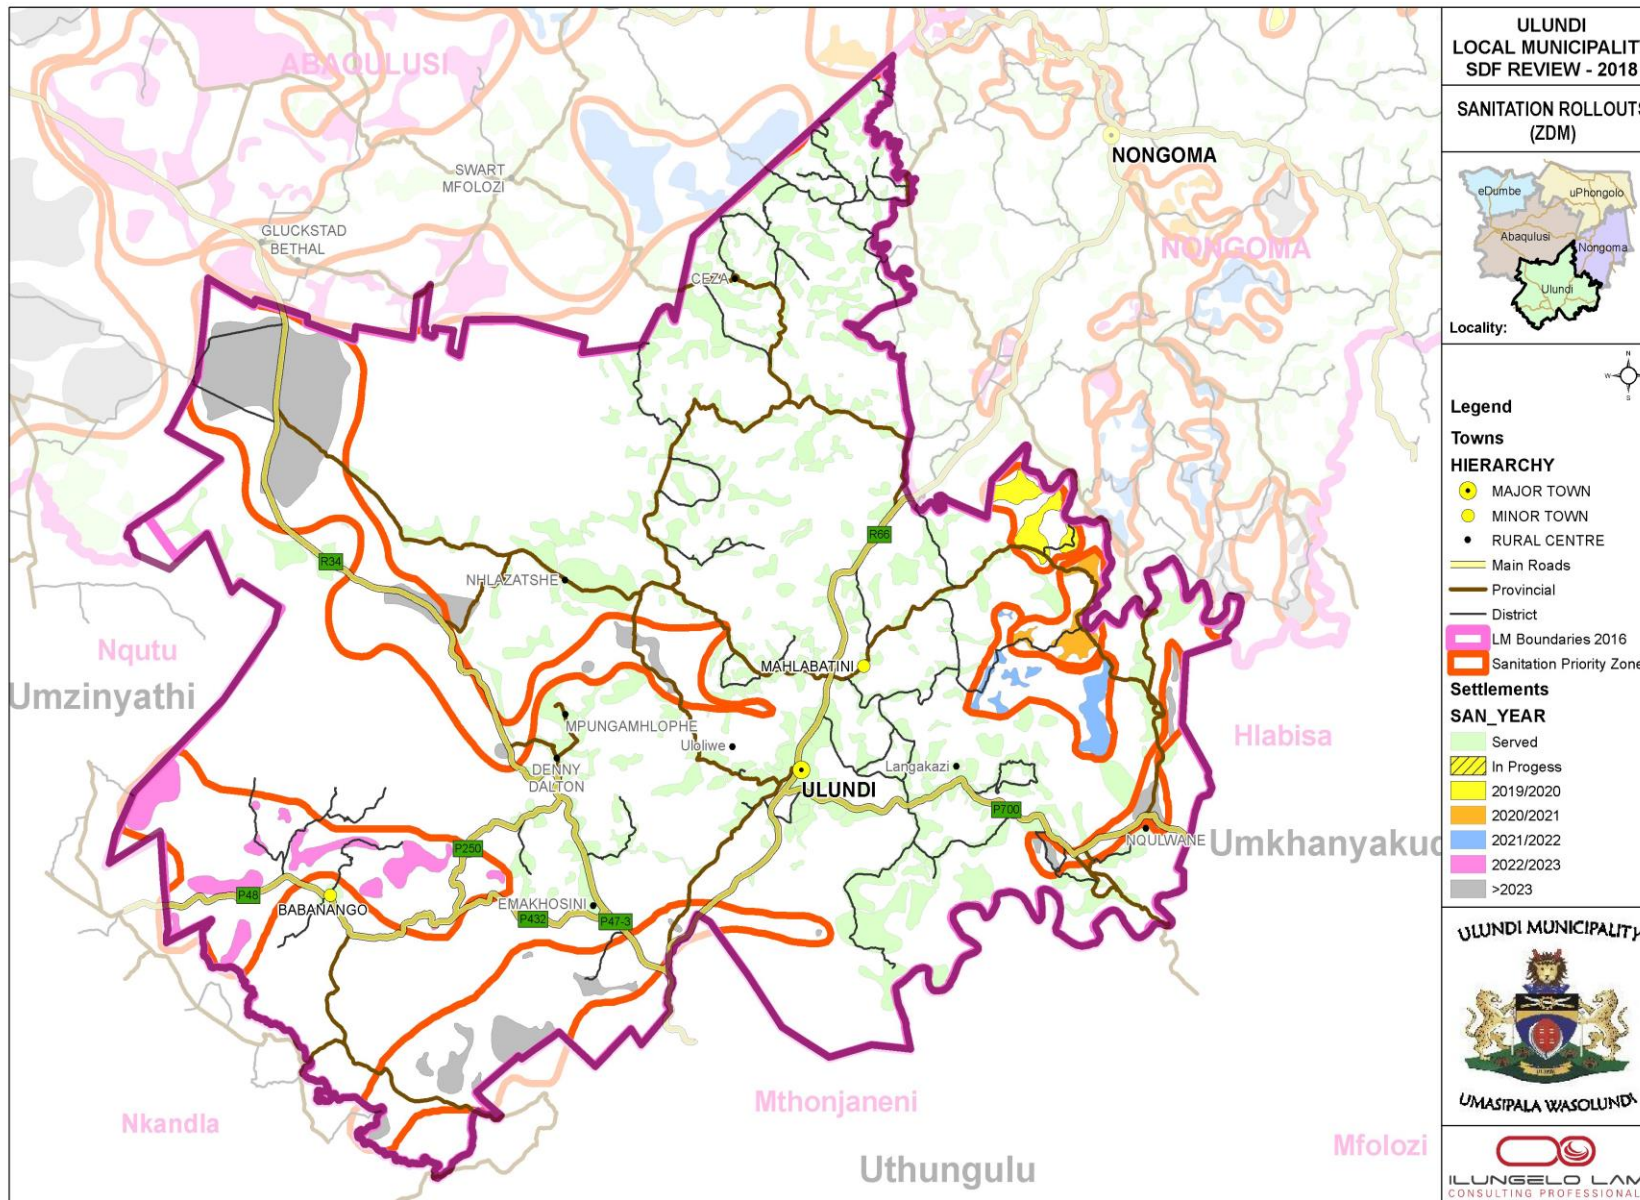 ABAQULUSI
SWART
MFOLOZI
GLUCKSTAD
BETHAL
NONGOMA
NONGOMA
CEZA
R34
R66
NHLAZATSHE
MAHLABATINI
Nqutu
Umzinyathi
MPUNGAMHLOPHE
Uloliwe
DENNY
DALTON
ULUNDI
Langakazi
P700
NQULWANE
Hlabisa
Umkhanyakud
P250
P48
BABANANGO
EMAKHOSINI
P432
P47-3
Nkandla
Mthonjaneni
Uthungulu
Mfolozi
ULUNDI
LOCAL MUNICIPALIT
SDF REVIEW - 2018
SANITATION ROLLOUTS
(ZDM)
eDumbe
uPhongolo
Abaqulusi
Nongoma
Ulundi
Locality:
N
W
S
Legend
Towns
HIERARCHY
MAJOR TOWN
MINOR TOWN
RURAL CENTRE
Main Roads
Provincial
District
LM Boundaries 2016
Sanitation Priority Zone
Settlements
SAN_YEAR
Served
In Progess
2019/2020
2020/2021
2021/2022
2022/2023
>2023
ULUNDI MUNICIPALITY
UMASIPALA WASOLUNDI
ILUNGELO LAM
CONSULTING PROFESSIONAL